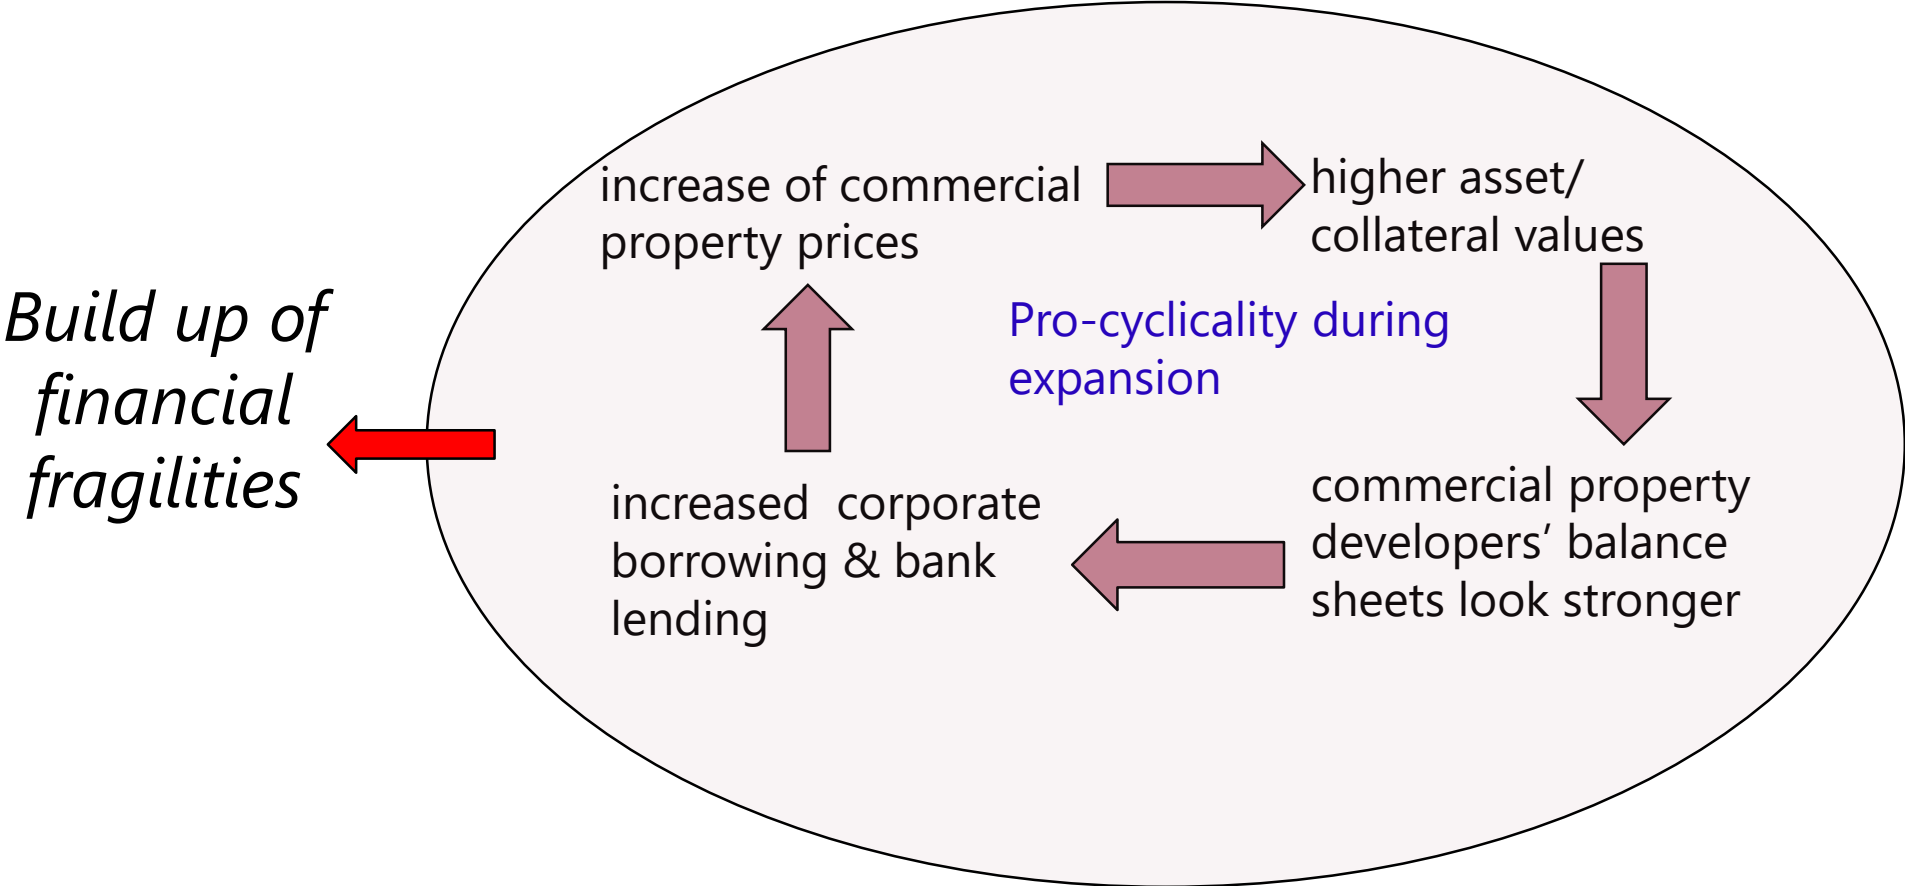 increase of commercial
property prices
higher asset/
collateral values
Pro-cyclicality during
expansion
Build up of
financial
fragilities
increased  corporate
borrowing & bank
lending
commercial property
developers’ balance
sheets look stronger